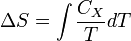 ΔS = ∫ C_X/T dT